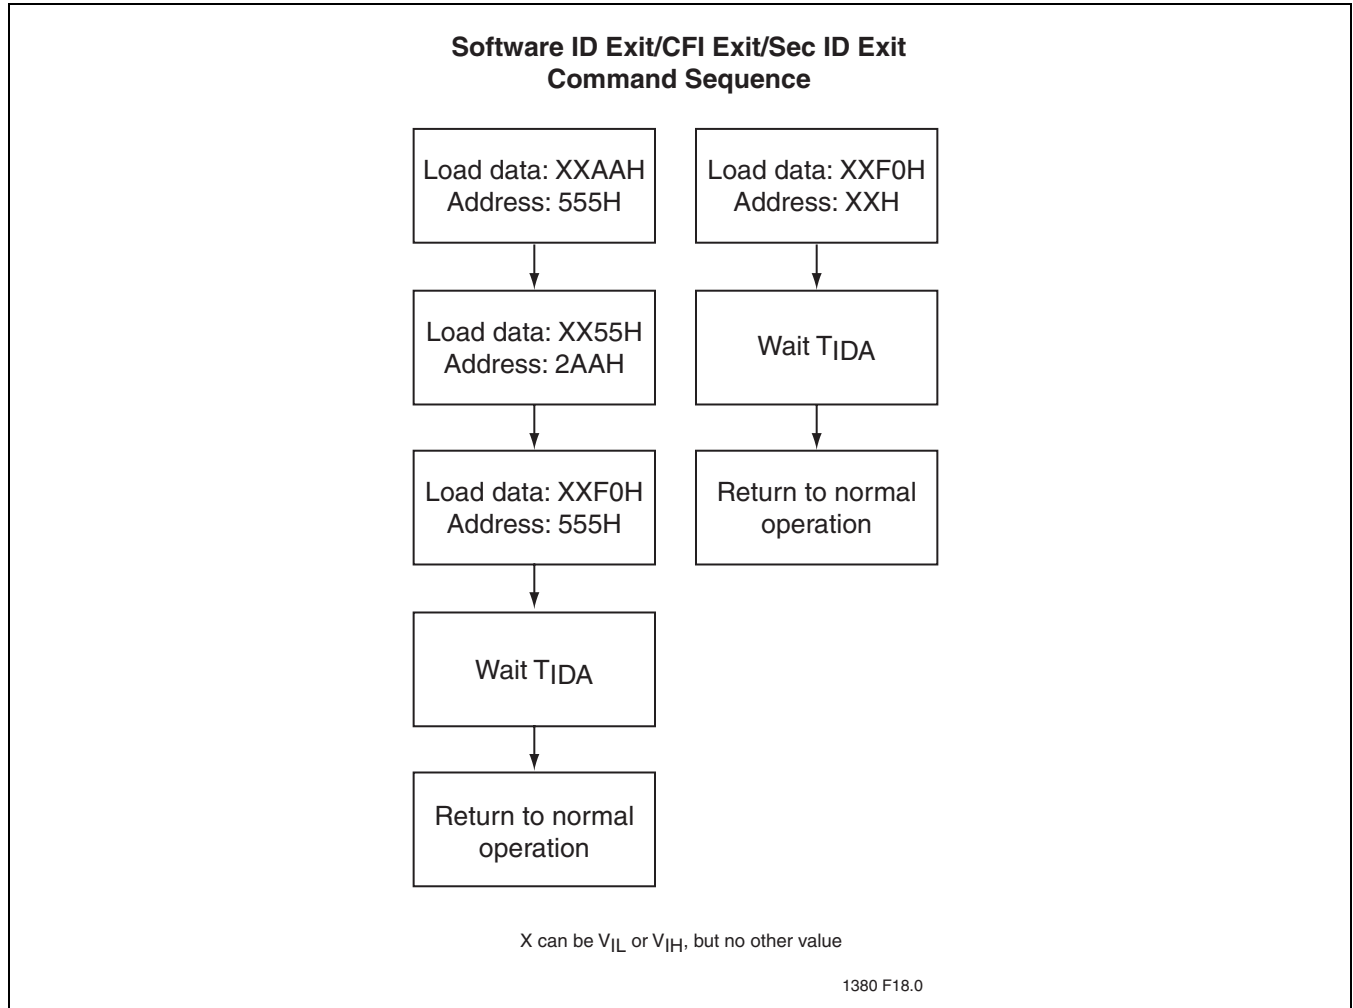 Software ID Exit/CFI Exit/Sec ID Exit
Command Sequence
Load data: XXAAH
Address: 555H
Load data: XX55H
Address: 2AAH
Load data: XXF0H
Address: 555H
Wait TIDA
Return to normal
operation
Load data: XXF0H
Address: XXH
Wait TIDA
Return to normal
operation
X can be VIL or VIH, but no other value
1380 F18.0